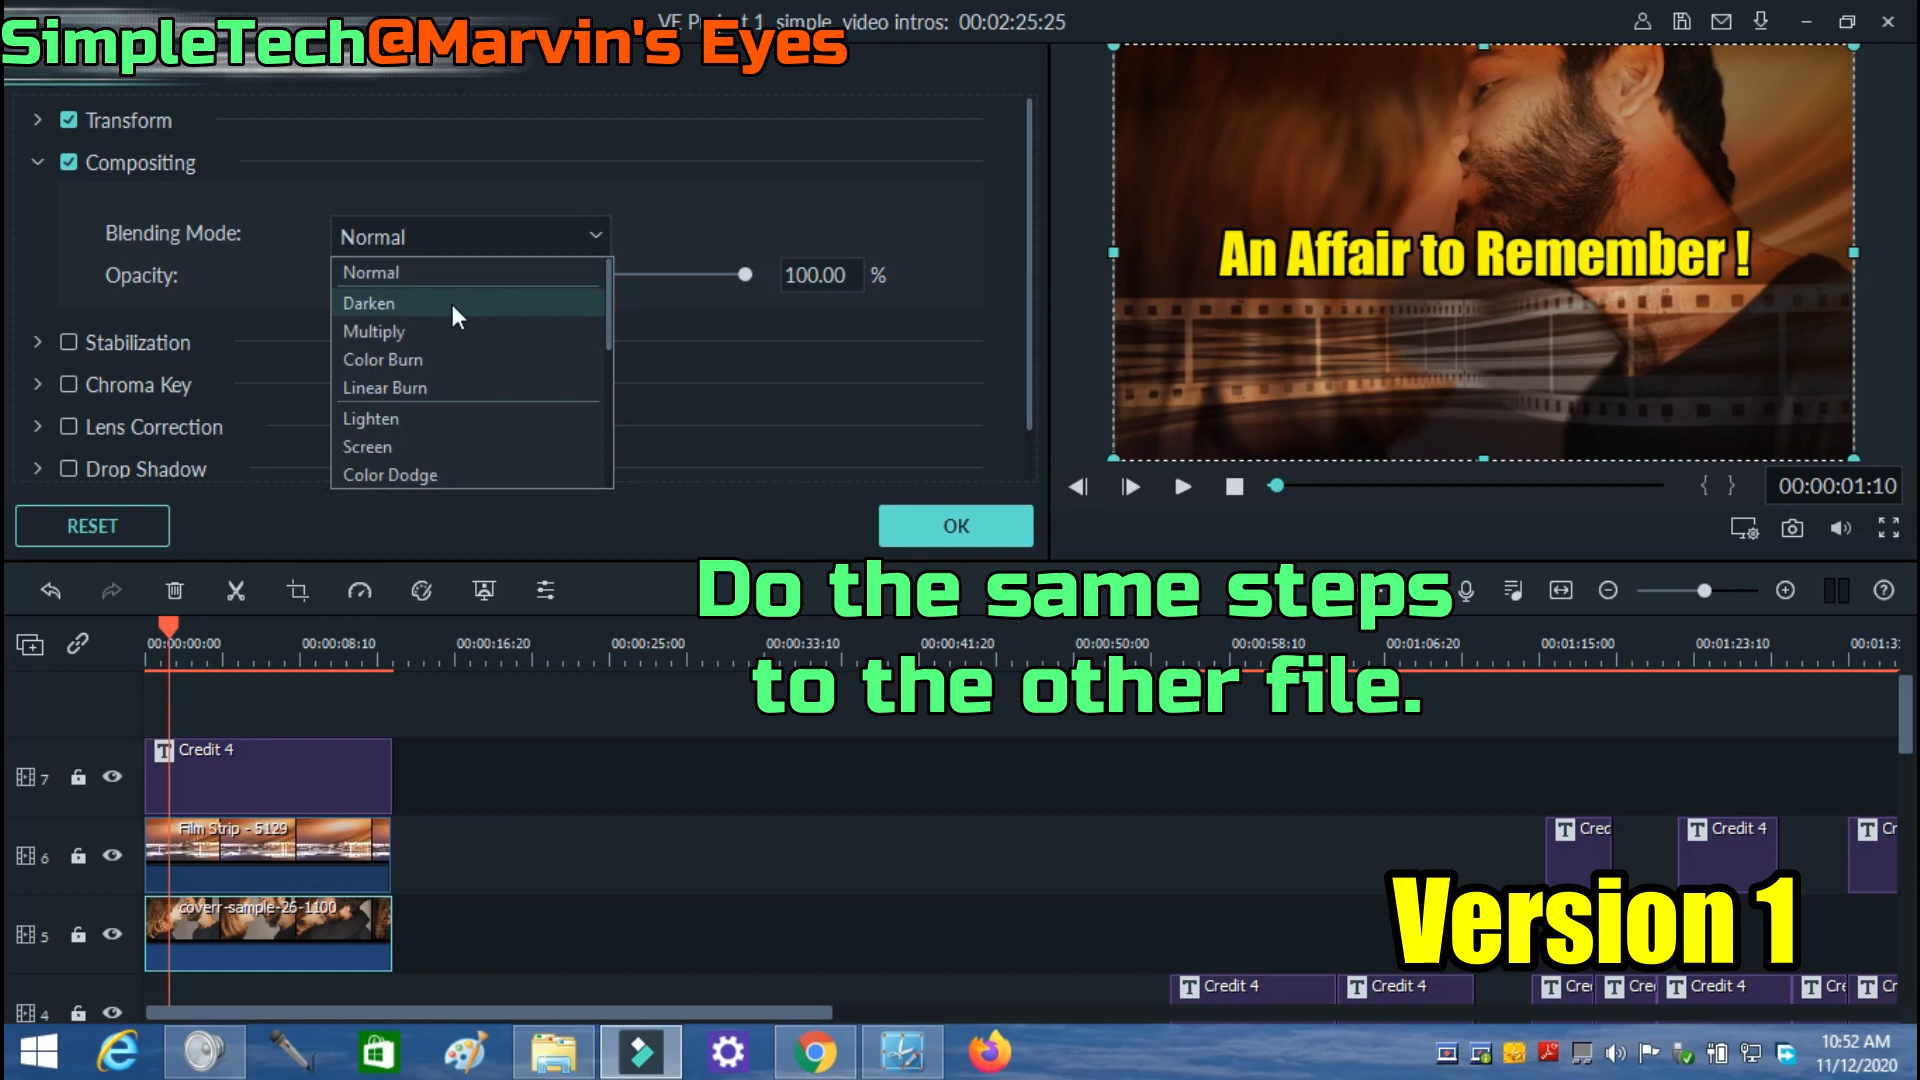 VE Project 1_simple_video intros: 00:02:25:25
SimpleTech@Marvin's Eyes
Transform
Compositing
Blending Mode:
Normal
Opacity:
100.00 %
Normal
Darken
Multiply
Color Burn
Linear Burn
Lighten
Screen
Color Dodge
Stabilization
Chroma Key
Lens Correction
Drop Shadow
RESET
OK
An Affair to Remember !
{ }
00:00:01:10
Do the same steps
to the other file.
00:00:00:00 00:00:08:10 00:00:16:20 00:00:25:00 00:00:33:10 00:00:41:20 00:00:50:00 00:00:58:10 00:01:06:20 00:01:15:00 00:01:23:10 00:01:3
7
T Credit 4
6
Film Strip - 5129
T Cred
T Credit 4
T Cr
5
coverr-sample-26-1100
Version 1
4
T Credit 4
T Credit 4
T Cre
T Cre
T Credit 4
T Cr
T Cr
10:52 AM
11/12/2020